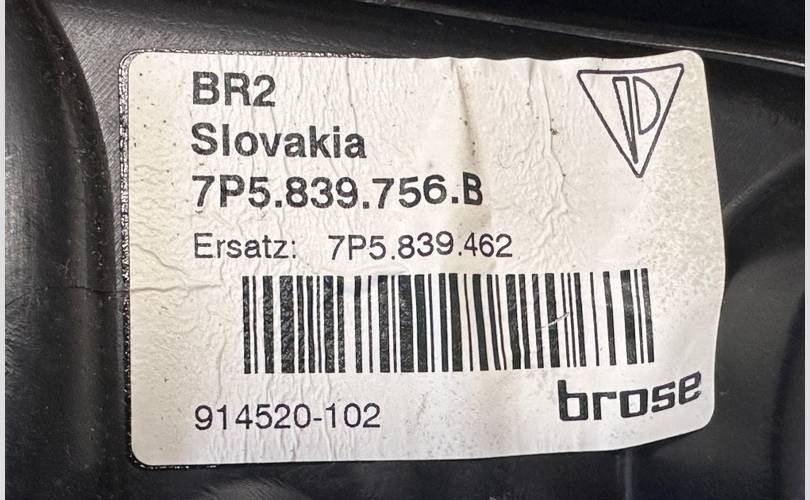 BR2
Slovakia
7P5.839.756.B
Ersatz: 7P5.839.462
914520-102
brose